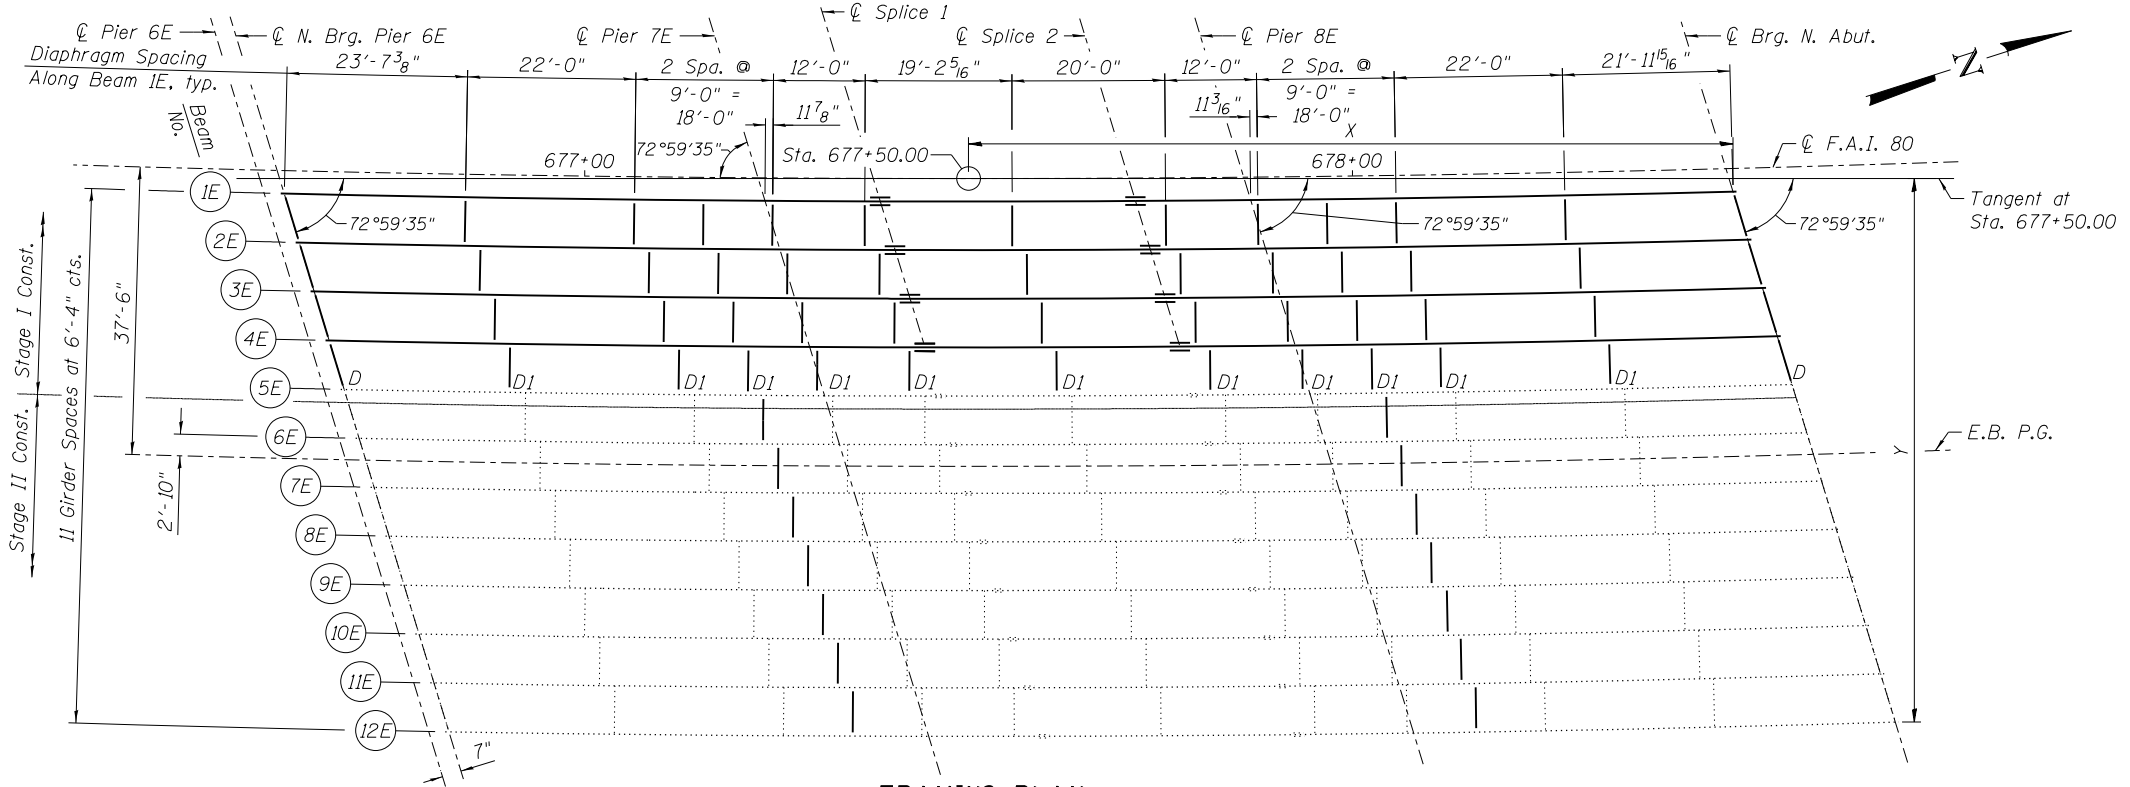 ℄ Splice 1
℄ Pier 6E
℄ N. Brg. Pier 6E
℄ Pier 7E
℄ Splice 2
℄ Pier 8E
℄ Brg. N. Abut.
Diaphragm Spacing
Along Beam 1E, typ.
23'-7 3/8"
22'-0"
2 Spa. @
9'-0" =
18'-0"
12'-0"
19'-2 5/16"
20'-0"
12'-0"
2 Spa. @
9'-0" =
18'-0"
22'-0"
21'-11 15/16"
N
11 7/8"
11 3/16"
X
Beam
No.
72°59'35"
677+00
Sta. 677+50.00
678+00
℄ F.A.I. 80
Tangent at
Sta. 677+50.00
72°59'35"
72°59'35"
72°59'35"
1E
2E
3E
4E
5E
6E
7E
8E
9E
10E
11E
12E
Stage I Const.
Stage II Const.
11 Girder Spaces at 6'-4" cts.
37'-6"
2'-10"
D
D1
D1
D1
D1
D1
D1
D1
D1
D1
D1
D1
D
E.B. P.G.
Y
7"